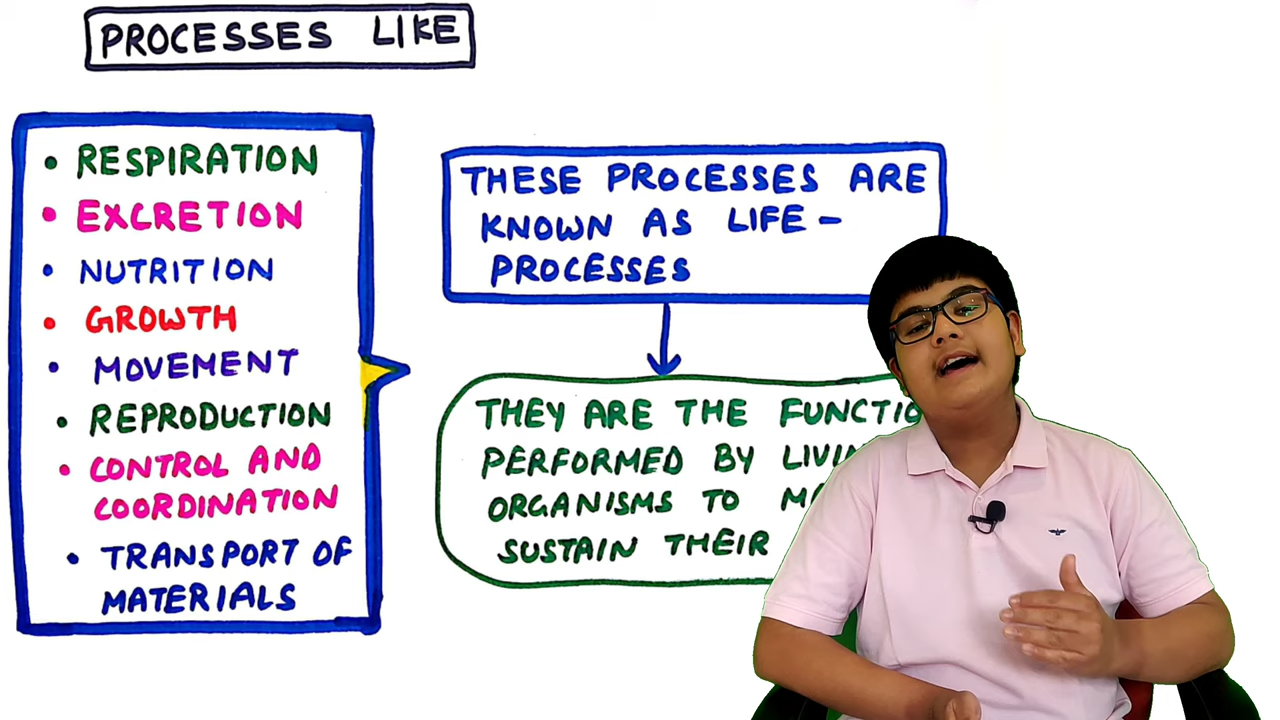 PROCESSES LIKE
• RESPIRATION
• EXCRETION
• NUTRITION
• GROWTH
• MOVEMENT
• REPRODUCTION
• CONTROL AND
COORDINATION
• TRANSPORT OF
MATERIALS
THESE PROCESSES ARE
KNOWN AS LIFE -
PROCESSES
THEY ARE THE
PERFORMED BY
ORGANISMS TO
SUSTAIN THEIR